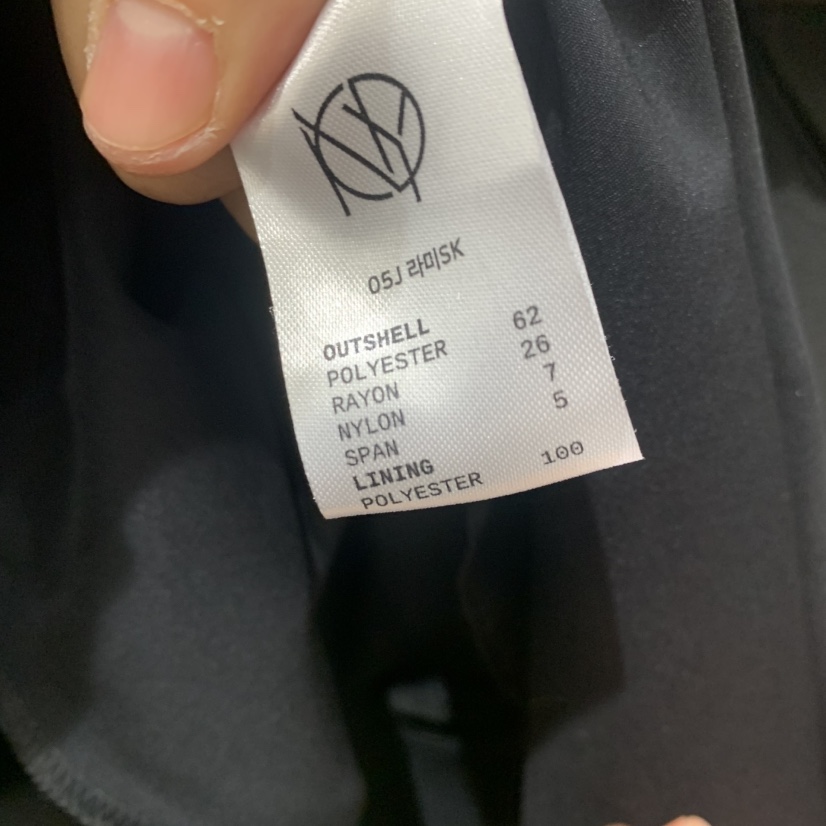 05J 라미SK
OUTSHELL
POLYESTER 62
RAYON 26
NYLON 7
SPAN 5
LINING
POLYESTER 100